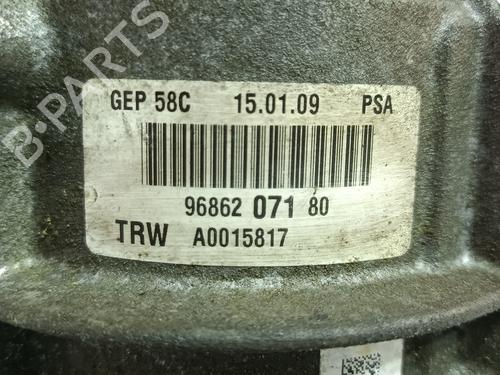 B-PARTS
GEP 58C 15.01.09 PSA
96862 071 80
TRW A0015817